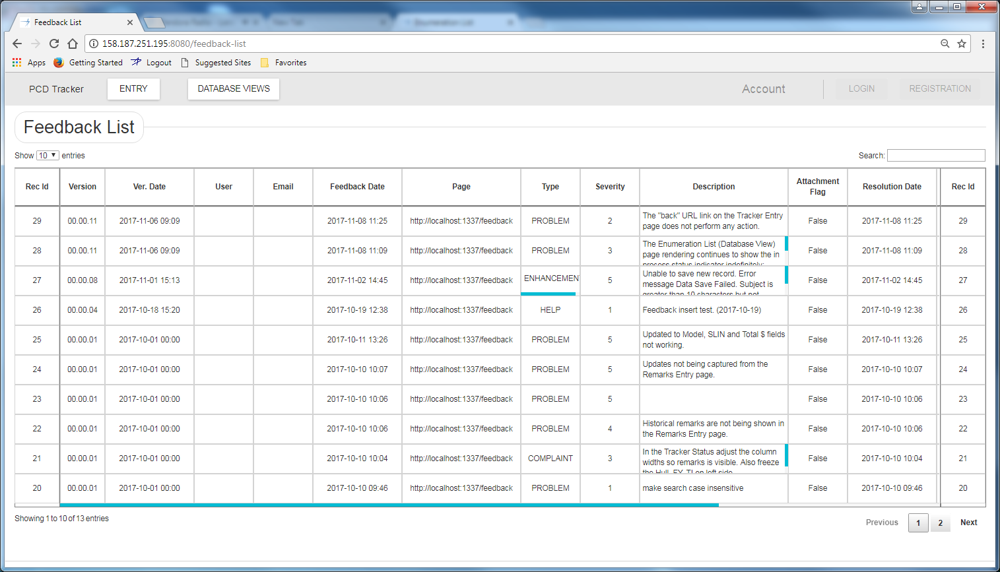 Feedback List
New Tab
Enumeration List
158.187.251.195:8080/feedback-list
Apps Getting Started Logout Suggested Sites Favorites
PCD Tracker ENTRY DATABASE VIEWS Account LOGIN REGISTRATION
Feedback List
Show 10 entries Search:
Rec Id Version Ver. Date User Email Feedback Date Page Type Severity Description Attachment Flag Resolution Date Rec Id
29 00.00.11 2017-11-06 09:09 2017-11-08 11:25 http://localhost:1337/feedback PROBLEM 2 The "back" URL link on the Tracker Entry page does not perform any action. False 2017-11-08 11:25 29
28 00.00.11 2017-11-06 09:09 2017-11-08 11:09 http://localhost:1337/feedback PROBLEM 3 The Enumeration List (Database View) page rendering continues to show the in process status indicator indefinitely; False 2017-11-08 11:09 28
27 00.00.08 2017-11-01 15:13 2017-11-02 14:45 http://localhost:1337/feedback ENHANCEMEN 5 Unable to save new record. Error message Data Save Failed. Subject is greater than 10 characters but not False 2017-11-02 14:45 27
26 00.00.04 2017-10-18 15:20 2017-10-19 12:38 http://localhost:1337/feedback HELP 1 Feedback insert test. (2017-10-19) False 2017-10-19 12:38 26
25 00.00.01 2017-10-01 00:00 2017-10-11 13:26 http://localhost:1337/feedback PROBLEM 5 Updated to Model, SLIN and Total $ fields not working. False 2017-10-11 13:26 25
24 00.00.01 2017-10-01 00:00 2017-10-10 10:07 http://localhost:1337/feedback PROBLEM 5 Updates not being captured from the Remarks Entry page. False 2017-10-10 10:07 24
23 00.00.01 2017-10-01 00:00 2017-10-10 10:06 http://localhost:1337/feedback PROBLEM 5 False 2017-10-10 10:06 23
22 00.00.01 2017-10-01 00:00 2017-10-10 10:06 http://localhost:1337/feedback PROBLEM 4 Historical remarks are not being shown in the Remarks Entry page. False 2017-10-10 10:06 22
21 00.00.01 2017-10-01 00:00 2017-10-10 10:04 http://localhost:1337/feedback COMPLAINT 3 In the Tracker Status adjust the column widths so remarks is visible. Also freeze the Hull, FY, TI on left side False 2017-10-10 10:04 21
20 00.00.01 2017-10-01 00:00 2017-10-10 09:46 http://localhost:1337/feedback PROBLEM 1 make search case insensitive False 2017-10-10 09:46 20
Showing 1 to 10 of 13 entries Previous 1 2 Next